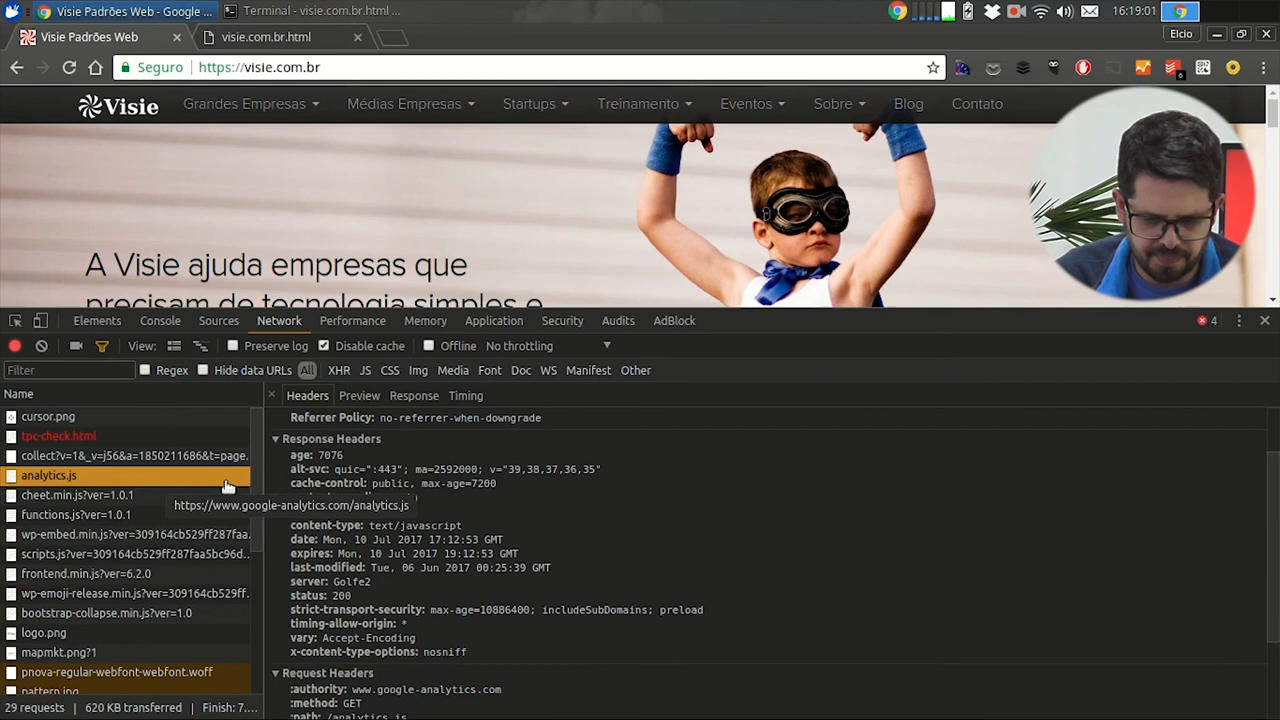 Visie Padrões Web - Google ...
Terminal - visie.com.br.html ...
16:19:01
Visie Padrões Web
visie.com.br.html
Elcio
Seguro
https://visie.com.br
6
Visie
Grandes Empresas
Médias Empresas
Startups
Treinamento
Eventos
Sobre
Blog
Contato
A Visie ajuda empresas que
precisam de tecnologia simples e
Elements
Console
Sources
Network
Performance
Memory
Application
Security
Audits
AdBlock
4
View:
Preserve log
Disable cache
Offline
No throttling
Filter
Regex
Hide data URLs
All
XHR
JS
CSS
Img
Media
Font
Doc
WS
Manifest
Other
Name
cursor.png
tpc-check.html
collect?v=1&_v=j56&a=1850211686&t=page.
analytics.js
cheet.min.js?ver=1.0.1
functions.js?ver=1.0.1
wp-embed.min.js?ver=309164cb529ff287faa..
scripts.js?ver=309164cb529ff287faa5bc96d..
frontend.min.js?ver=6.2.0
wp-emoji-release.min.js?ver=309164cb529ff..
bootstrap-collapse.min.js?ver=1.0
logo.png
mapmkt.png?1
pnova-regular-webfont-webfont.woff
pattern.jpg
29 requests
620 KB transferred
Finish: 7....
Headers
Preview
Response
Timing
Referrer Policy: no-referrer-when-downgrade
Response Headers
age: 7076
alt-svc: quic=":443"; ma=2592000; v="39,38,37,36,35"
cache-control: public, max-age=7200
https://www.google-analytics.com/analytics.js
content-type: text/javascript
date: Mon, 10 Jul 2017 17:12:53 GMT
expires: Mon, 10 Jul 2017 19:12:53 GMT
last-modified: Tue, 06 Jun 2017 00:25:39 GMT
server: Golfe2
status: 200
strict-transport-security: max-age=10886400; includeSubDomains; preload
timing-allow-origin: *
vary: Accept-Encoding
x-content-type-options: nosniff
Request Headers
:authority: www.google-analytics.com
:method: GET
:path: /analytics.js